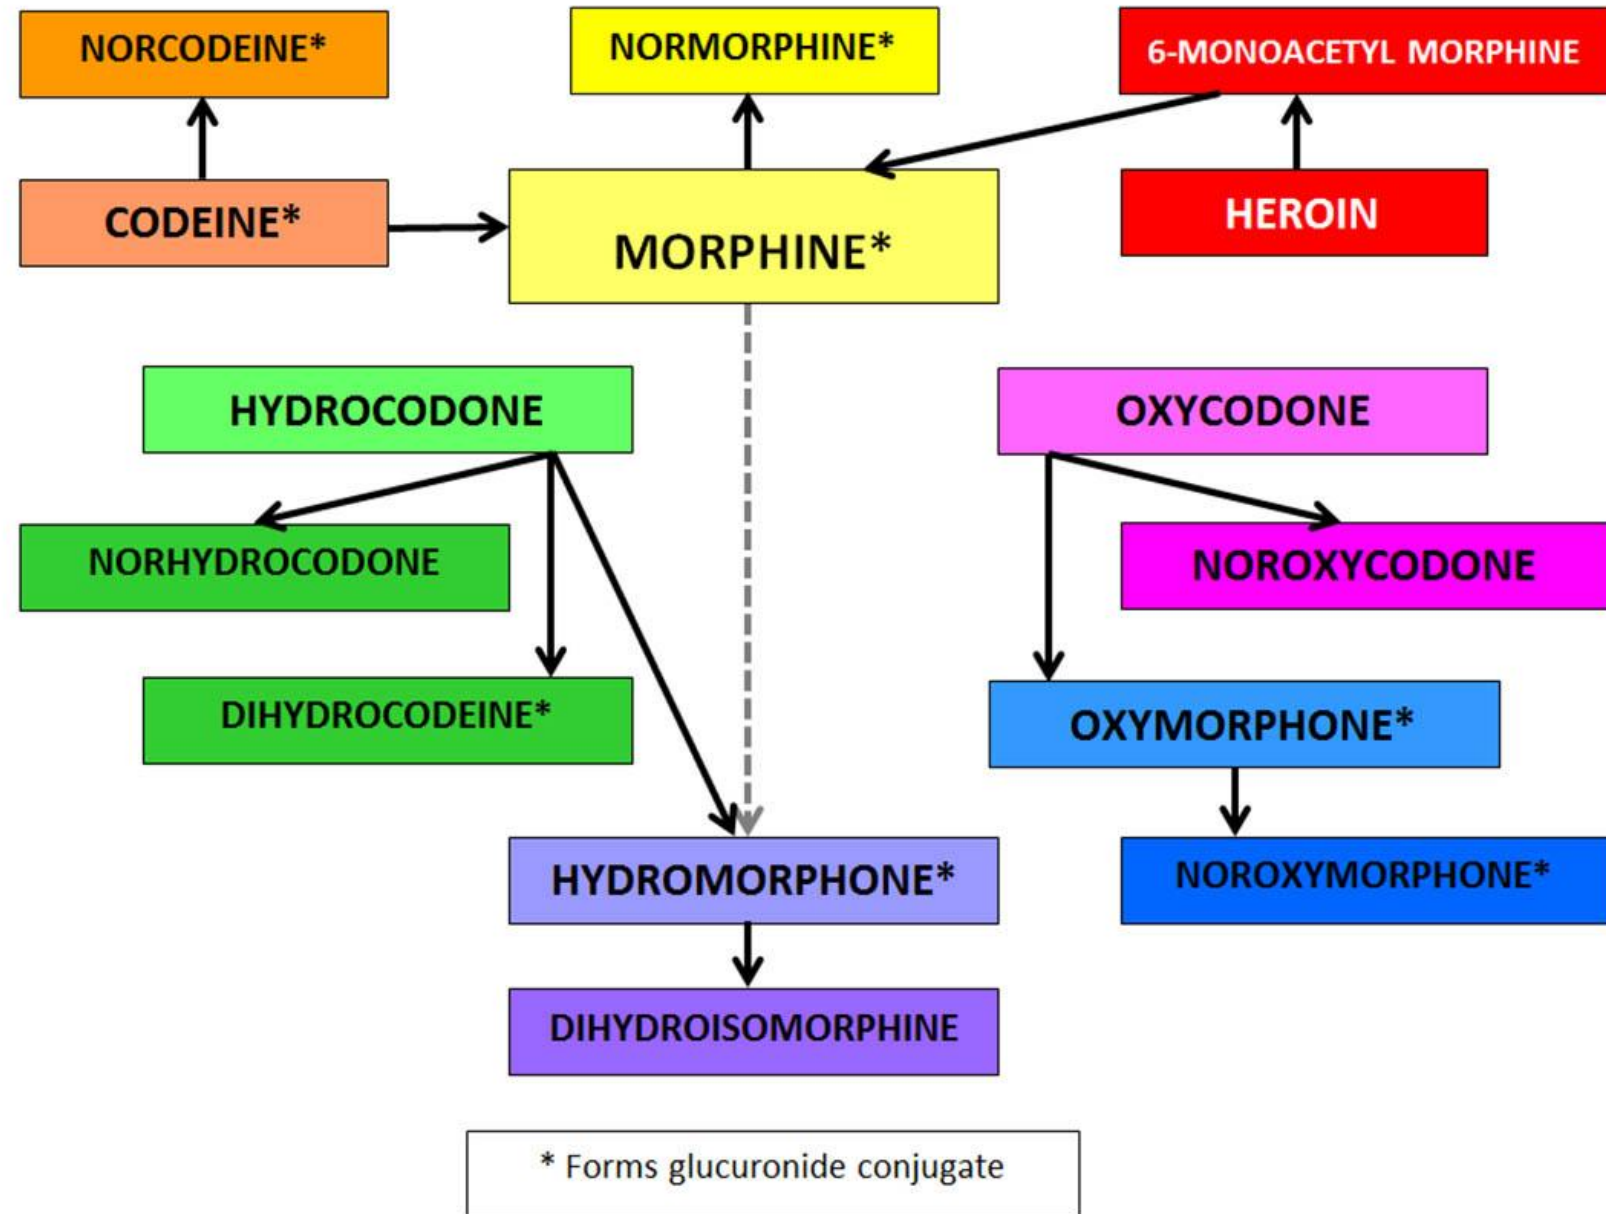 NORCODEINE*
NORMORPHINE*
6-MONOACETYL MORPHINE
CODEINE*
MORPHINE*
HEROIN
HYDROCODONE
OXYCODONE
NORHYDROCODONE
NOROXYCODONE
DIHYDROCODEINE*
OXYMORPHONE*
HYDROMORPHONE*
NOROXYMORPHONE*
DIHYDROISOMORPHINE
* Forms glucuronide conjugate